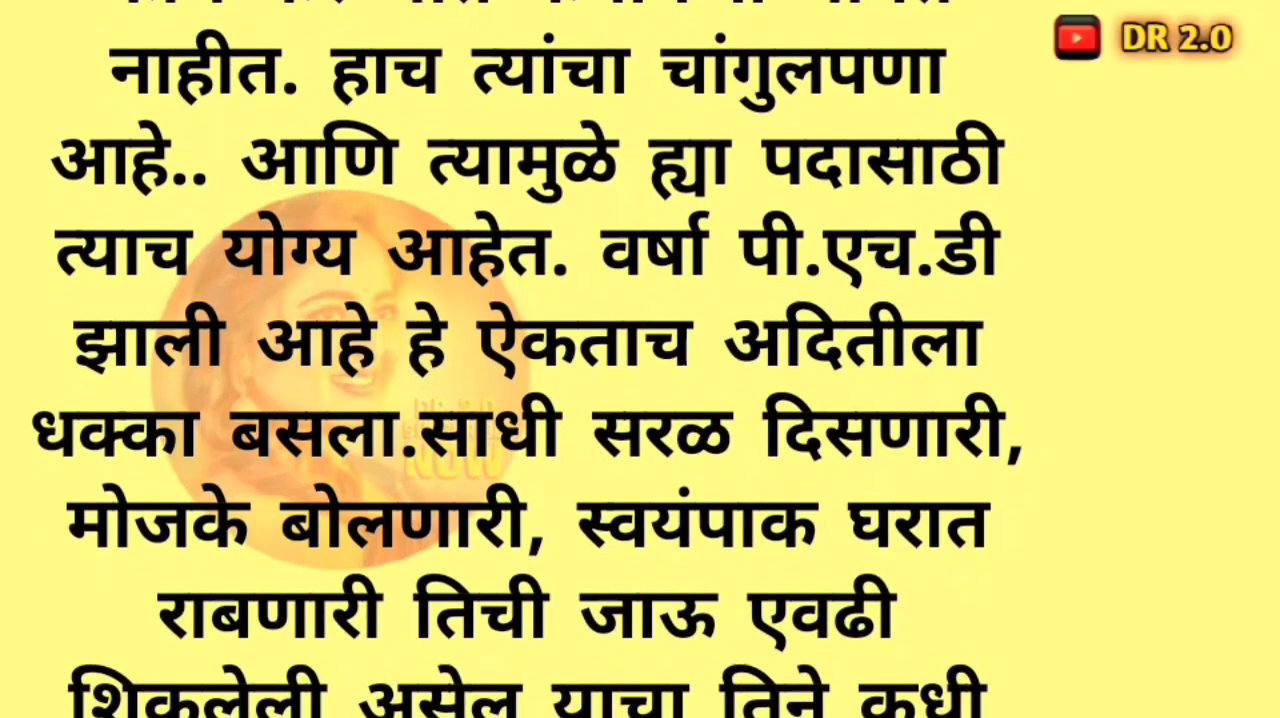 नाहीत. हाच त्यांचा चांगुलपणा
आहे.. आणि त्यामुळे ह्या पदासाठी
त्याच योग्य आहेत. वर्षा पी.एच.डी
झाली आहे हे ऐकताच अदितीला
धक्का बसला.साधी सरळ दिसणारी,
मोजके बोलणारी, स्वयंपाक घरात
राबणारी तिची जाऊ एवढी
शिकलेली असेल याचा तिने कधी
DR 2.0
NOW